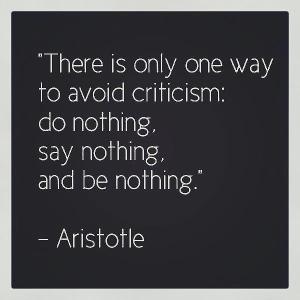 "There is only one way
to avoid criticism:
do nothing,
say nothing,
and be nothing."
– Aristotle